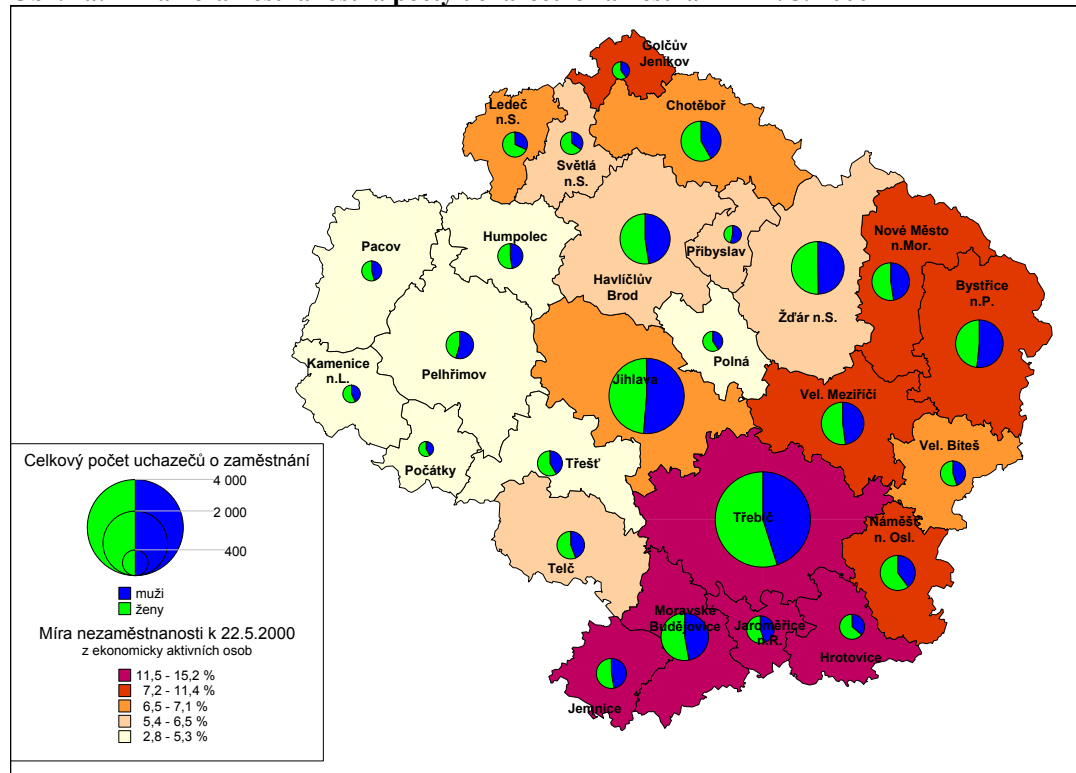 Golčův
Jeníkov
Ledeč
n.S.
Chotěboř
Světlá
n.S.
Nové Město
n.Mor.
Pacov
Humpolec
Přibyslav
Havlíčlův
Brod
Bystřice
n.P.
Žďár n.S.
Kamenice
n.L.
Pelhřimov
Polná
Jihlava
Vel. Meziříčí
Vel. Bíteš
Počátky
Třešť
Třebíč
Náměšť
n. Osl.
Telč
Moravské
Budějovice
Jaroměřice
n.R.
Hrotovice
Jemnice
Celkový počet uchazečů o zaměstnání
4 000
2 000
400
muži
ženy
Míra nezaměstnanosti k 22.5.2000
z ekonomicky aktivních osob
11,5 - 15,2 %
7,2 - 11,4 %
6,5 - 7,1 %
5,4 - 6,5 %
2,8 - 5,3 %